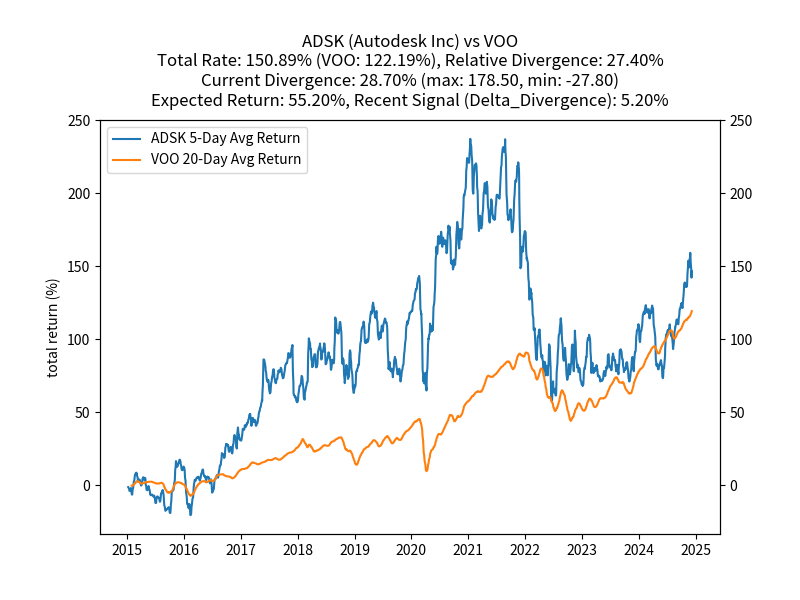 ADSK (Autodesk Inc) vs VOO
Total Rate: 150.89% (VOO: 122.19%), Relative Divergence: 27.40%
Current Divergence: 28.70% (max: 178.50, min: -27.80)
Expected Return: 55.20%, Recent Signal (Delta_Divergence): 5.20%
ADSK 5-Day Avg Return
VOO 20-Day Avg Return
total return (%)
250
200
150
100
50
0
250
200
150
100
50
0
2015 2016 2017 2018 2019 2020 2021 2022 2023 2024 2025